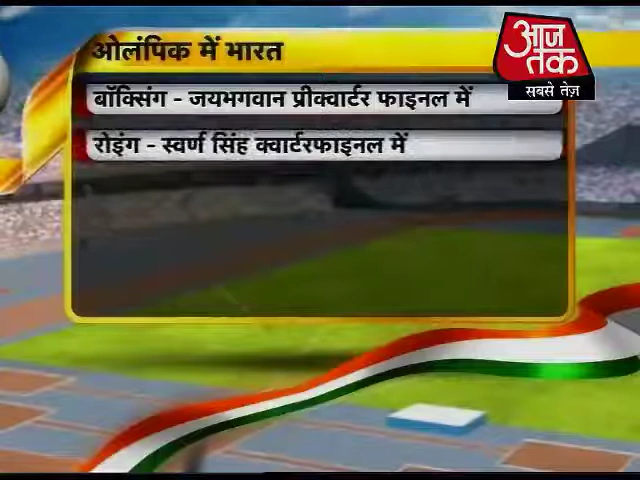 ओलंपिक में भारत
आज
तक
सबसे तेज़
बॉक्सिंग - जयभगवान प्रीक्वार्टर फाइनल में
रोइंग - स्वर्ण सिंह क्वार्टरफाइनल में